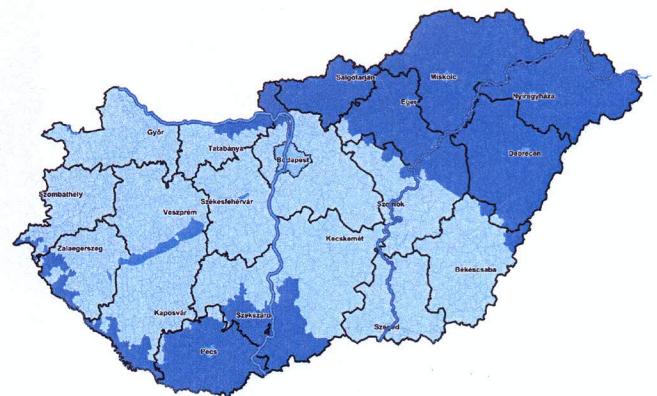 Salgótarján
Miskolc
Eger
Nyíregyháza
Győr
Tatabánya
Budapest
Debrecen
Szombathely
Veszprém
Székesfehérvár
Szolnok
Zalaegerszeg
Kecskemét
Békéscsaba
Kaposvár
Szekszárd
Szeged
Pécs